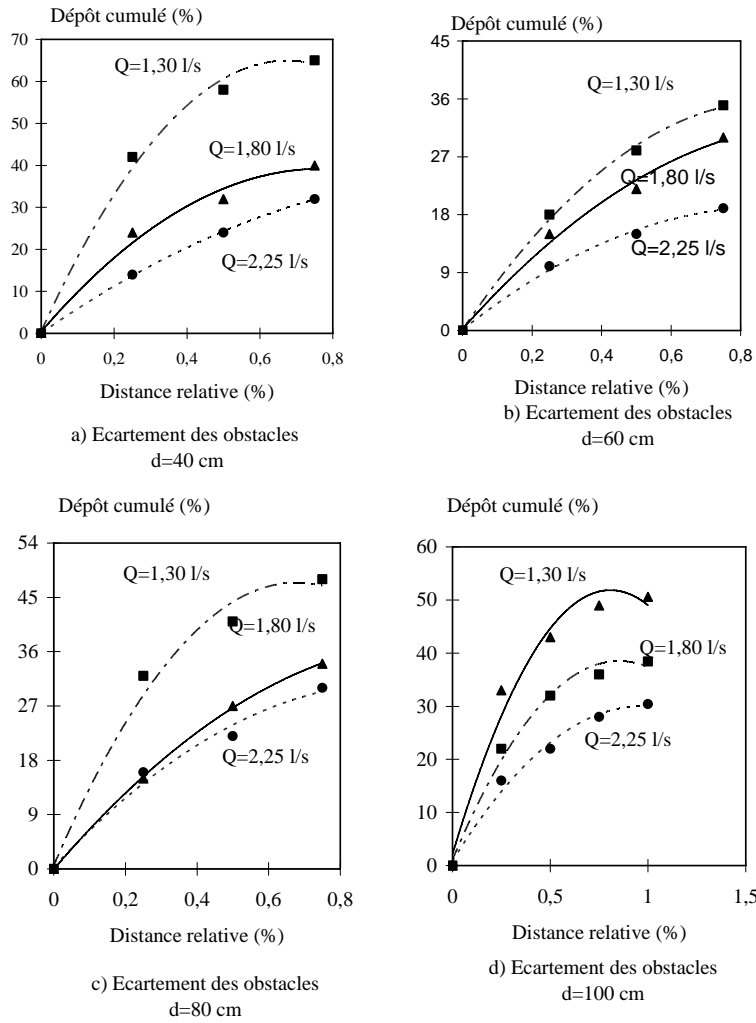 Dépôt cumulé (%)
70
60
50
40
30
20
10
0
Q=1,30 l/s
Q=1,80 l/s
Q=2,25 l/s
0
0,2
0,4
0,6
0,8
Distance relative (%)
a) Ecartement des obstacles
d=40 cm
Dépôt cumulé (%)
45
36
27
18
9
0
Q=1,30 l/s
Q=1,80 l/s
Q=2,25 l/s
0
0,2
0,4
0,6
0,8
Distance relative (%)
b) Ecartement des obstacles
d=60 cm
Dépôt cumulé (%)
54
45
36
27
18
9
0
Q=1,30 l/s
Q=1,80 l/s
Q=2,25 l/s
0
0,2
0,4
0,6
0,8
Distance relative (%)
c) Ecartement des obstacles
d=80 cm
Dépôt cumulé (%)
60
50
40
30
20
10
0
Q=1,30 l/s
Q=1,80 l/s
Q=2,25 l/s
0
0,5
1
1,5
Distance relative (%)
d) Ecartement des obstacles
d=100 cm